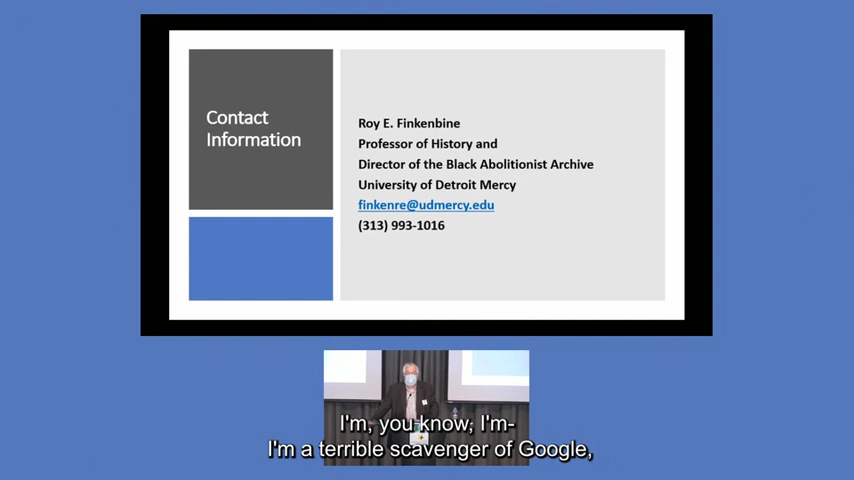 Contact
Information
Roy E. Finkenbine
Professor of History and
Director of the Black Abolitionist Archive
University of Detroit Mercy
finkenre@udmercy.edu
(313) 993-1016
I'm, you know, I'm-
I'm a terrible scavenger of Google,